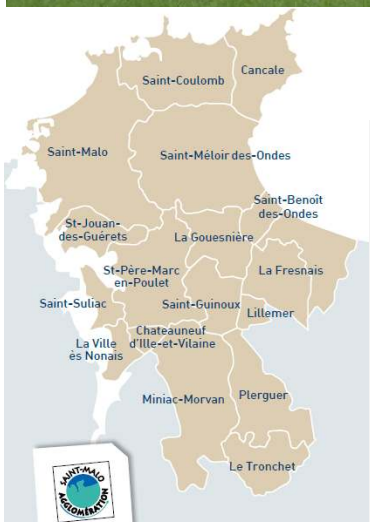 Cancale
Saint-Coulomb
Saint-Malo
Saint-Méloir des-Ondes
Saint-Benoît
des-Ondes
St-Jouan-
des-Guérets
La Gouesnière
St-Père-Marc
en-Poulet
La Fresnais
Saint-Suliac
Saint-Guinoux
Lillemer
Chateauneuf
d'Ille-et-Vilaine
La Ville
ès Nonais
Miniac-Morvan
Plerguer
Le Tronchet
SAINT-MALO
AGGLOMÉRATION